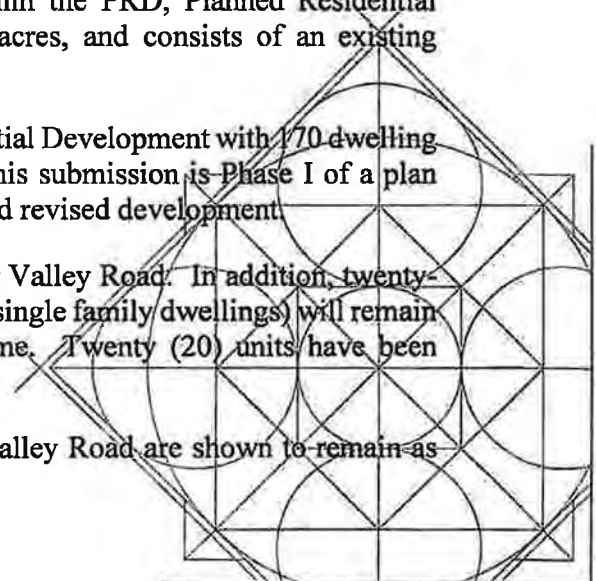 in the PRD, Planned Residential
acres, and consists of an existing
tial Development with 170 dwelling
his submission is Phase I of a plan
d revised development.
Valley Road. In addition, twenty-
single family dwellings) will remain
me. Twenty (20) units have been
alley Road are shown to remain as